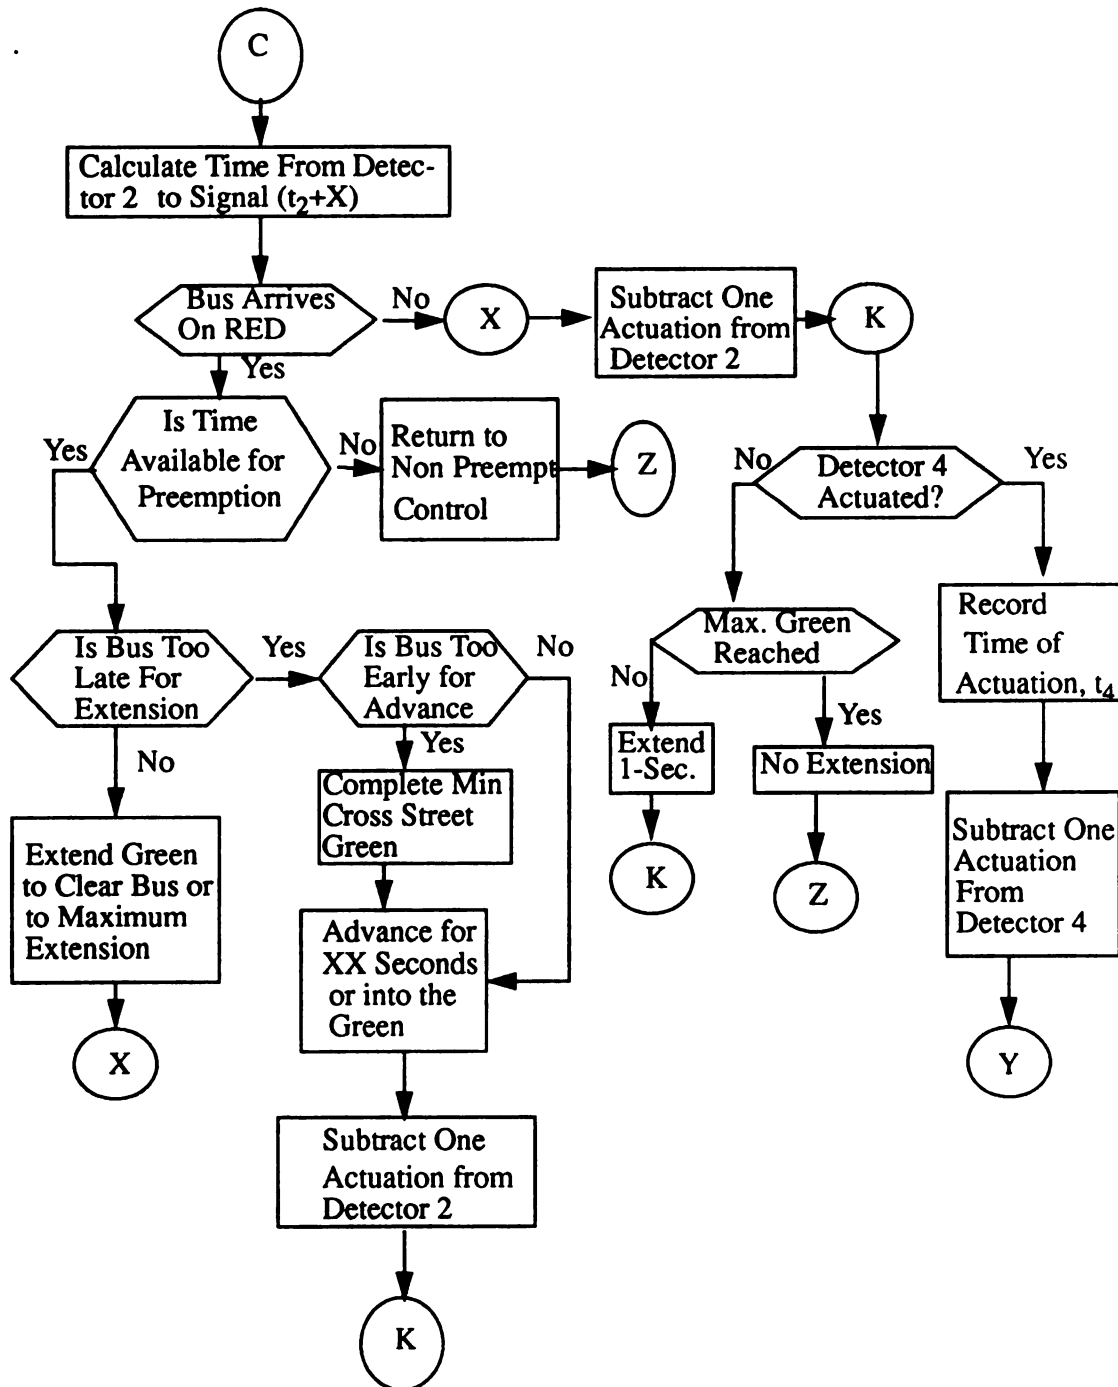 C
Calculate Time From Detec-
tor 2 to Signal (t2+X)
Bus Arrives
On RED
No
X
Subtract One
Actuation from
Detector 2
K
Yes
Is Time
Available for
Preemption
Yes
No
Return to
Non Preempt
Control
Z
No
Detector 4
Actuated?
Yes
Record
Time of
Actuation, t4
Max. Green
Reached
No
Yes
Extend
1-Sec.
No Extension
K
Z
Subtract One
Actuation
From
Detector 4
Y
Is Bus Too
Late For
Extension
Yes
Is Bus Too
Early for
Advance
No
No
Yes
Complete Min
Cross Street
Green
Extend Green
to Clear Bus or
to Maximum
Extension
X
Advance for
XX Seconds
or into the
Green
Subtract One
Actuation from
Detector 2
K